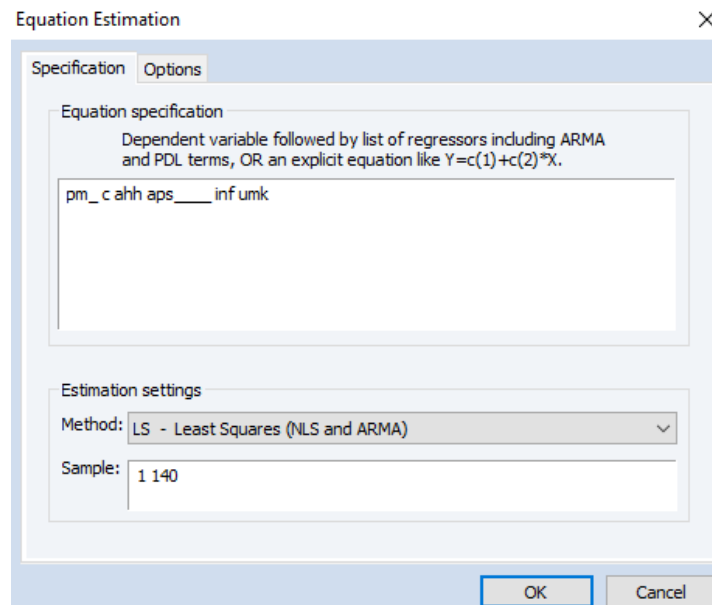 Equation Estimation
Specification Options
Equation specification
Dependent variable followed by list of regressors including ARMA
and PDL terms, OR an explicit equation like Y=c(1)+c(2)*X.
pm_ c ahh aps____ inf umk
Estimation settings
Method: LS - Least Squares (NLS and ARMA)
Sample: 1 140
OK Cancel